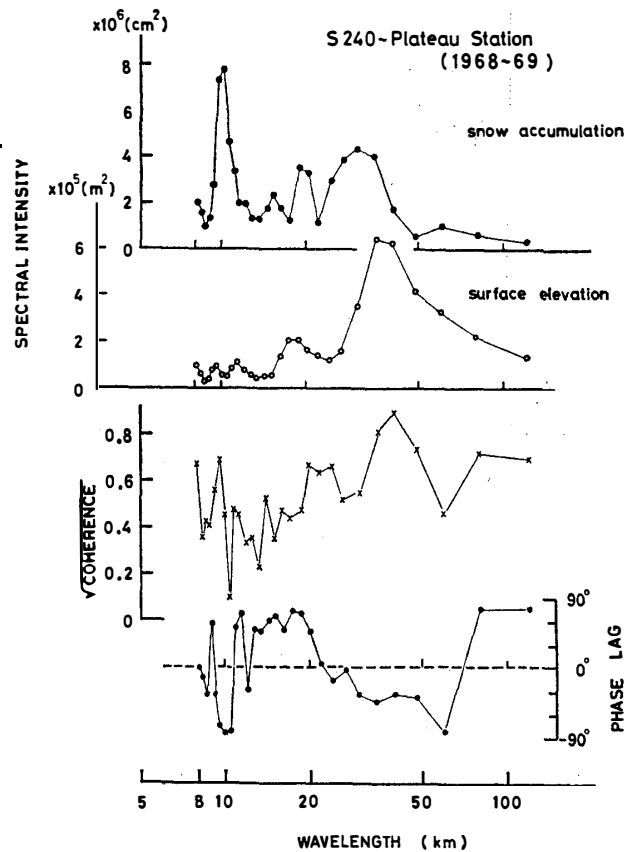 S240~Plateau Station
(1968~69)
x10⁶(cm²)
8
6
4
2
0
snow accumulation
SPECTRAL INTENSITY
x10⁵(m²)
6
4
2
0
surface elevation
√COHERENCE
0.8
0.6
0.4
0.2
0
90°
0°
-90°
PHASE LAG
5 8 10 20 50 100
WAVELENGTH (km)